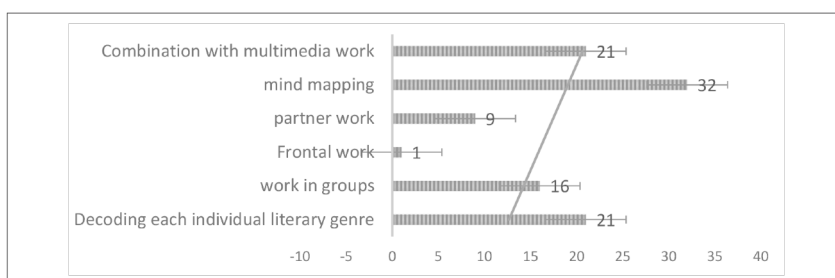 Combination with multimedia work 21
mind mapping 32
partner work 9
Frontal work 1
work in groups 16
Decoding each individual literary genre 21
-10 -5 0 5 10 15 20 25 30 35 40